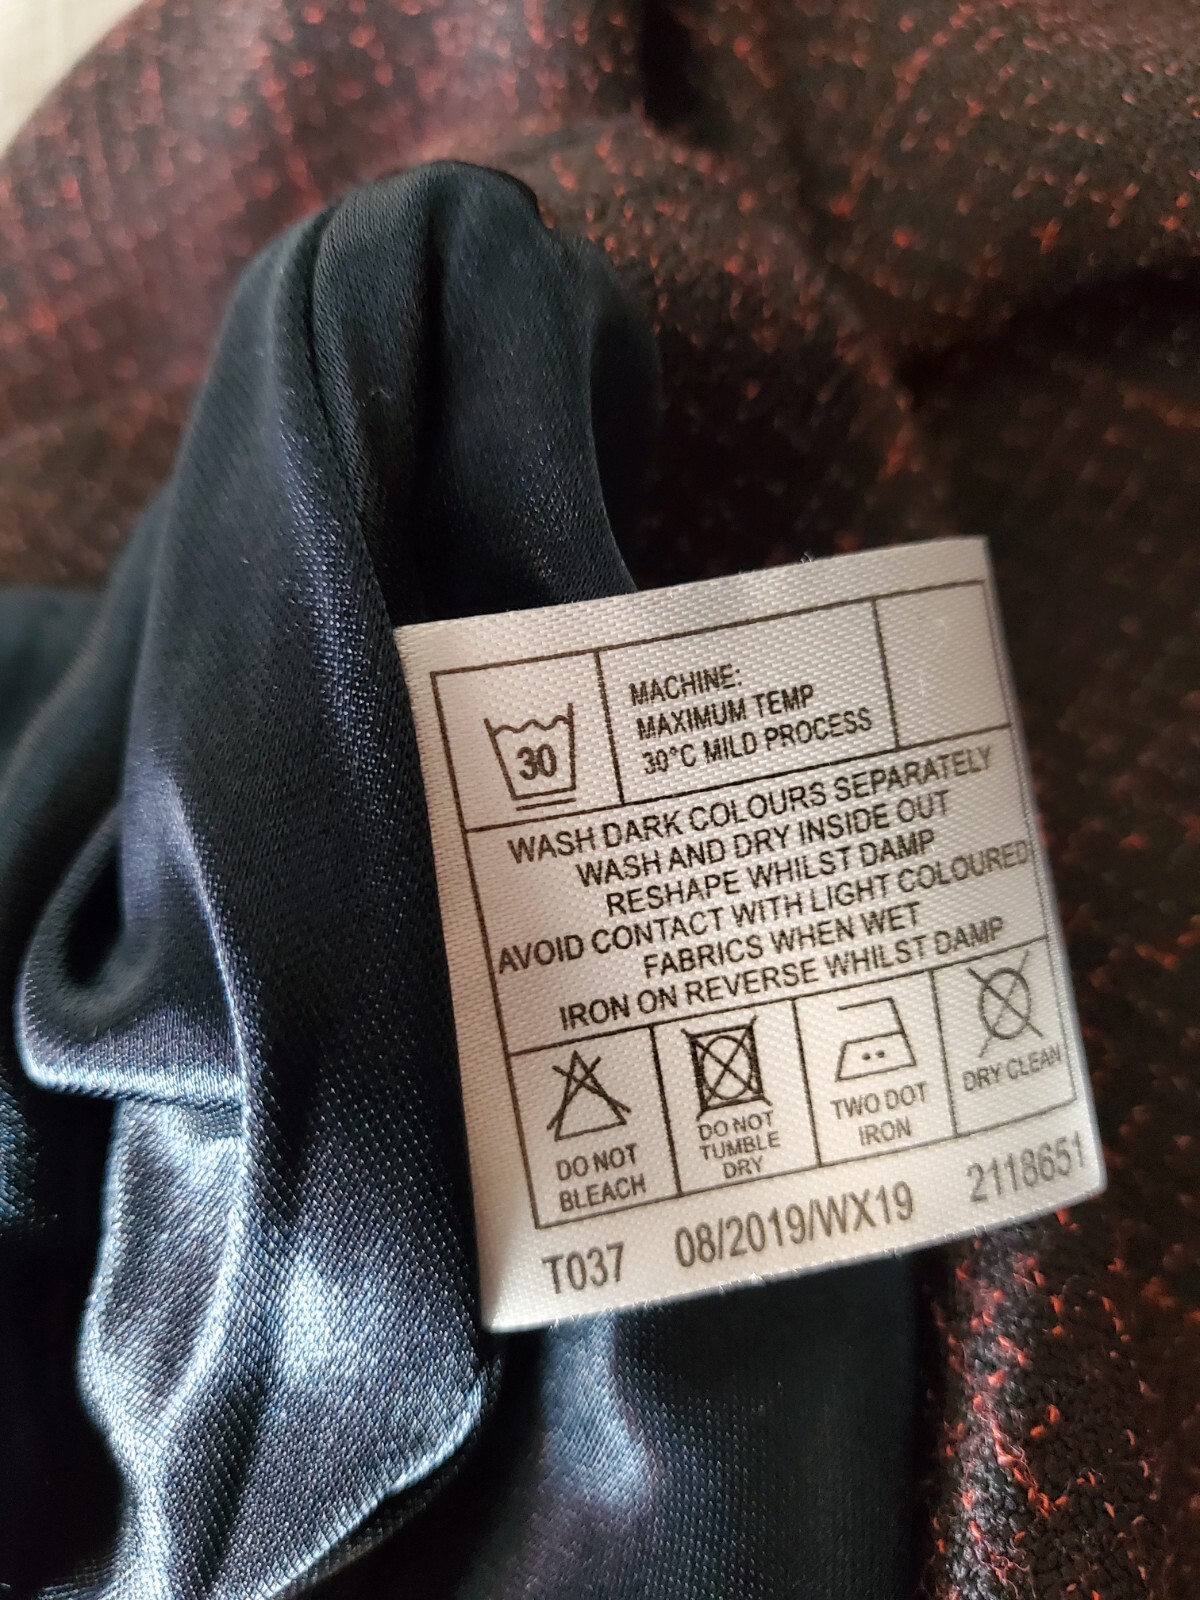 30
MACHINE:
MAXIMUM TEMP
30°C MILD PROCESS
WASH DARK COLOURS SEPARATELY
WASH AND DRY INSIDE OUT
RESHAPE WHILST DAMP
AVOID CONTACT WITH LIGHT COLOURED
FABRICS WHEN WET
IRON ON REVERSE WHILST DAMP
DO NOT
BLEACH
DO NOT
TUMBLE
DRY
TWO DOT
IRON
DRY CLEAN
T037 08/2019/WX19 2118651